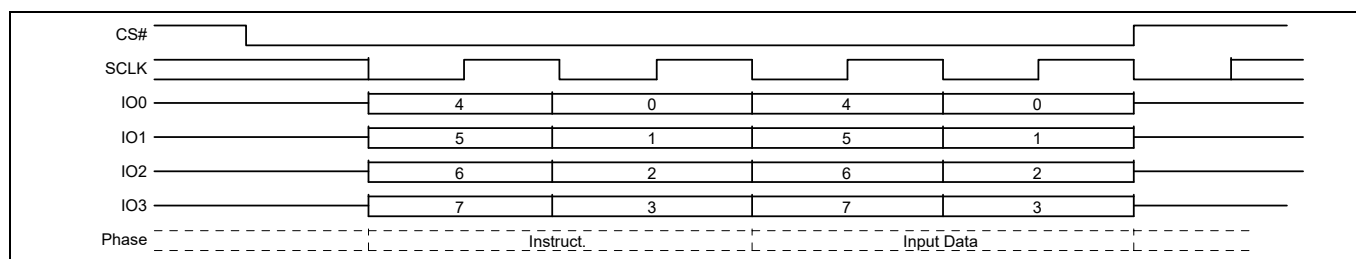 CS#
SCLK
IO0 4 0 4 0
IO1 5 1 5 1
IO2 6 2 6 2
IO3 7 3 7 3
Phase Instruct. Input Data